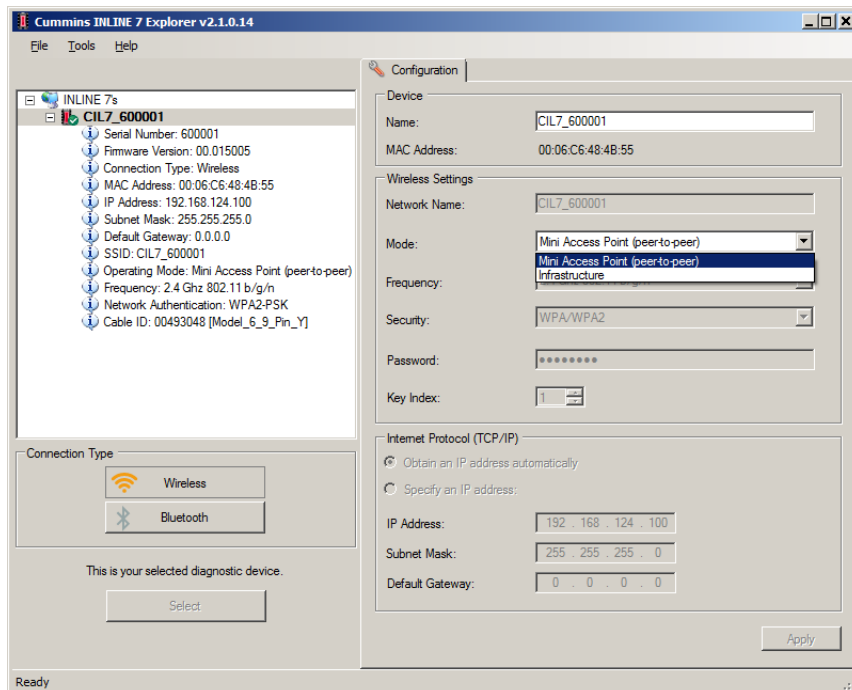 Cummins INLINE 7 Explorer v2.1.0.14
File Tools Help
INLINE 7's
CIL7_600001
Serial Number: 600001
Firmware Version: 00.015005
Connection Type: Wireless
MAC Address: 00:06:C6:48:4B:55
IP Address: 192.168.124.100
Subnet Mask: 255.255.255.0
Default Gateway: 0.0.0.0
SSID: CIL7_600001
Operating Mode: Mini Access Point (peer-to-peer)
Frequency: 2.4 Ghz 802.11 b/g/n
Network Authentication: WPA2-PSK
Cable ID: 00493048 [Model_6_9_Pin_Y]
Connection Type
Wireless
Bluetooth
This is your selected diagnostic device.
Select
Configuration
Device
Name: CIL7_600001
MAC Address: 00:06:C6:48:4B:55
Wireless Settings
Network Name: CIL7_600001
Mode: Mini Access Point (peer-to-peer)
Mini Access Point (peer-to-peer)
Infrastructure
Frequency:
Security: WPA/WPA2
Password: ●●●●●●●●
Key Index: 1
Internet Protocol (TCP/IP)
Obtain an IP address automatically
Specify an IP address:
IP Address: 192 . 168 . 124 . 100
Subnet Mask: 255 . 255 . 255 . 0
Default Gateway: 0 . 0 . 0 . 0
Apply
Ready